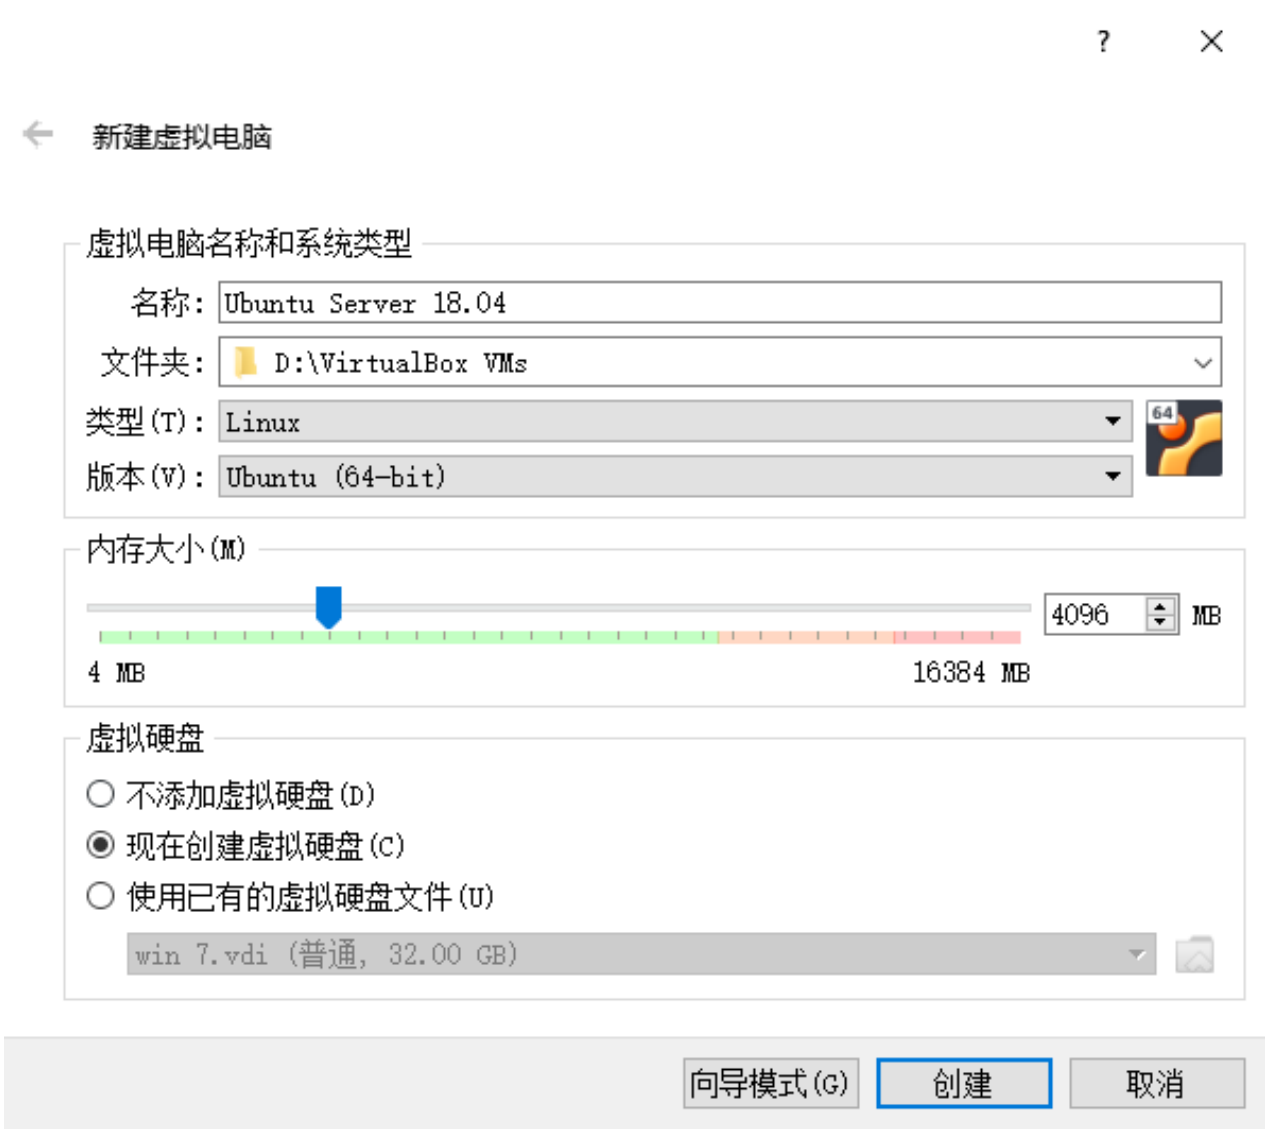 ?
新建虚拟电脑
虚拟电脑名称和系统类型
名称: Ubuntu Server 18.04
文件夹: D:\VirtualBox VMs
类型(T): Linux
64
版本(V): Ubuntu (64-bit)
内存大小(M)
4096 MB
4 MB 16384 MB
虚拟硬盘
不添加虚拟硬盘(D)
现在创建虚拟硬盘(C)
使用已有的虚拟硬盘文件(U)
win 7.vdi (普通, 32.00 GB)
向导模式(G) 创建 取消